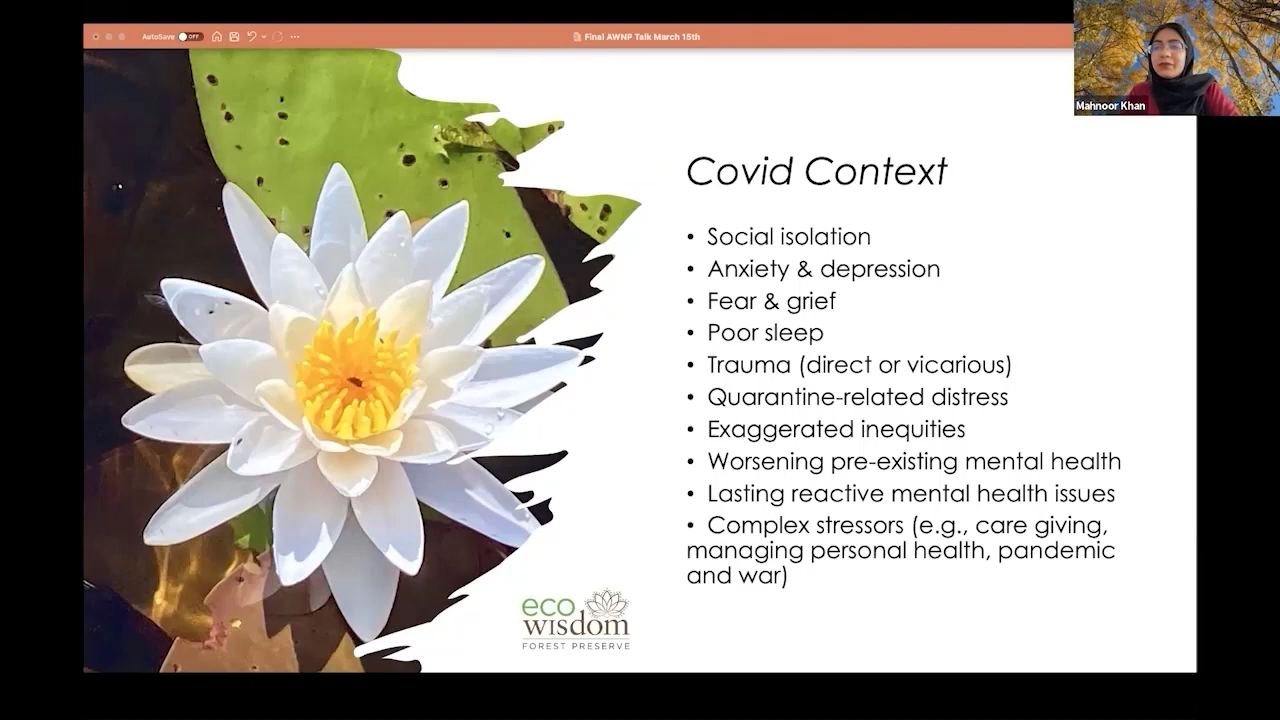 AutoSave OFF
Final AWNP Talk March 15th
Mahnoor Khan
Covid Context
• Social isolation
• Anxiety & depression
• Fear & grief
• Poor sleep
• Trauma (direct or vicarious)
• Quarantine-related distress
• Exaggerated inequities
• Worsening pre-existing mental health
• Lasting reactive mental health issues
• Complex stressors (e.g., care giving,
managing personal health, pandemic
and war)
eco
wisdom
FOREST PRESERVE